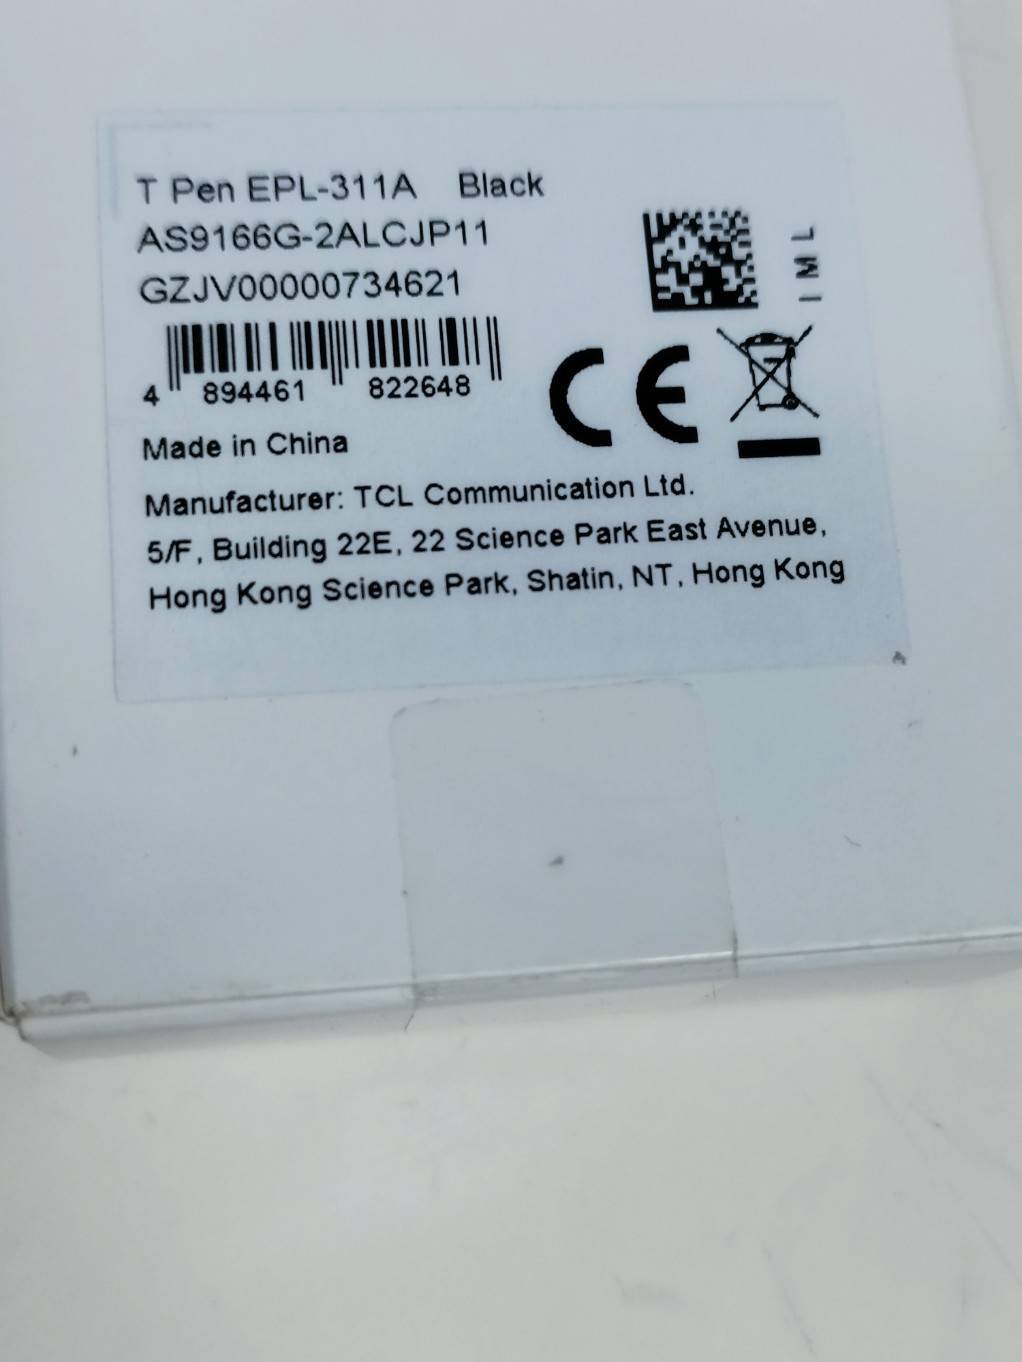 T Pen EPL-311A Black
AS9166G-2ALCJP11
GZJV00000734621
4 894461 822648
IML
CE
Made in China
Manufacturer: TCL Communication Ltd.
5/F, Building 22E, 22 Science Park East Avenue,
Hong Kong Science Park, Shatin, NT, Hong Kong